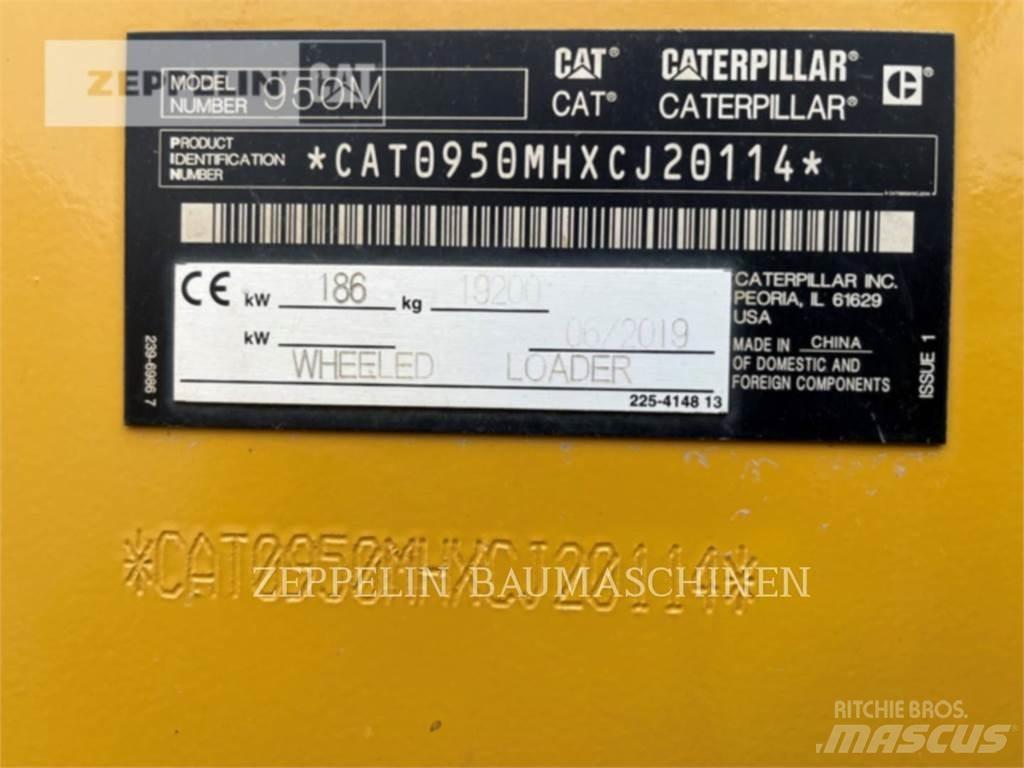 ZEPPELIN CAT
MODEL NUMBER 950M
CAT® CATERPILLAR®
CAT® CATERPILLAR®
PRODUCT IDENTIFICATION NUMBER *CAT0950MHXCJ20114*
CE kW 186 kg 19200
kW 06/2019
WHEELED LOADER
225-4148 13
CATERPILLAR INC.
PEORIA, IL 61629
USA
MADE IN CHINA
OF DOMESTIC AND
FOREIGN COMPONENTS
239-6986 7
ISSUE 1
*CAT0950MHXCJ20114*
ZEPPELIN BAUMASCHINEN
RITCHIE BROS.
MASCUS